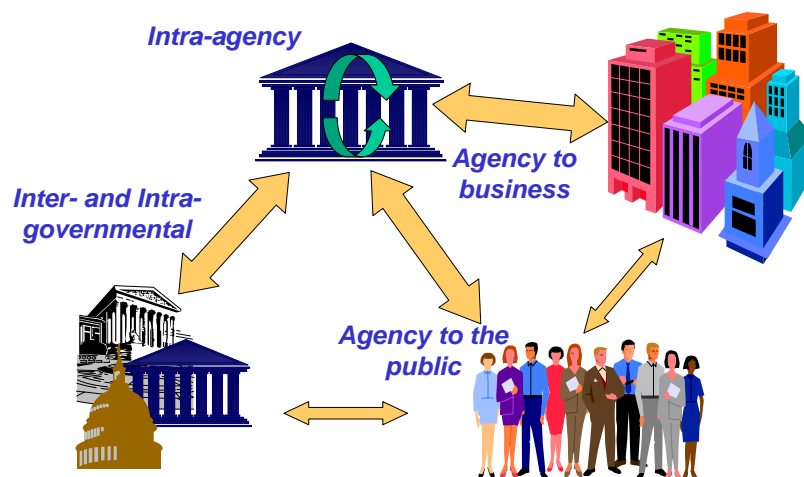 Intra-agency
Agency to
business
Inter- and Intra-
governmental
Agency to the
public